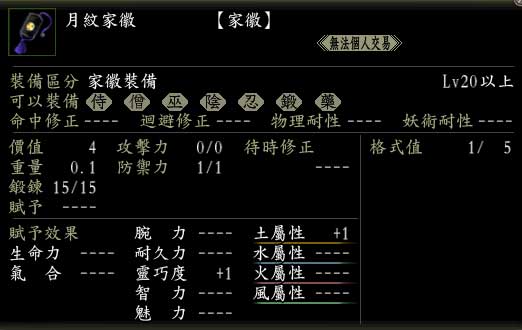 月紋家徽 【家徽】
無法個人交易
裝備區分 家徽裝備 Lv20以上
可以裝備 侍 僧 巫 陰 忍 鍛 藥
命中修正 ---- 迴避修正 ---- 物理耐性 ---- 妖術耐性 ----
價值 4 攻擊力 0/0 待時修正 格式值 1/ 5
重量 0.1 防禦力 1/1 ----
鍛鍊 15/15
賦予 ----
賦予效果 腕 力 ---- 土屬性 +1
生命力 ---- 耐久力 ---- 水屬性 ----
氣 合 ---- 靈巧度 +1 火屬性 ----
智 力 ---- 風屬性 ----
魅 力 ----